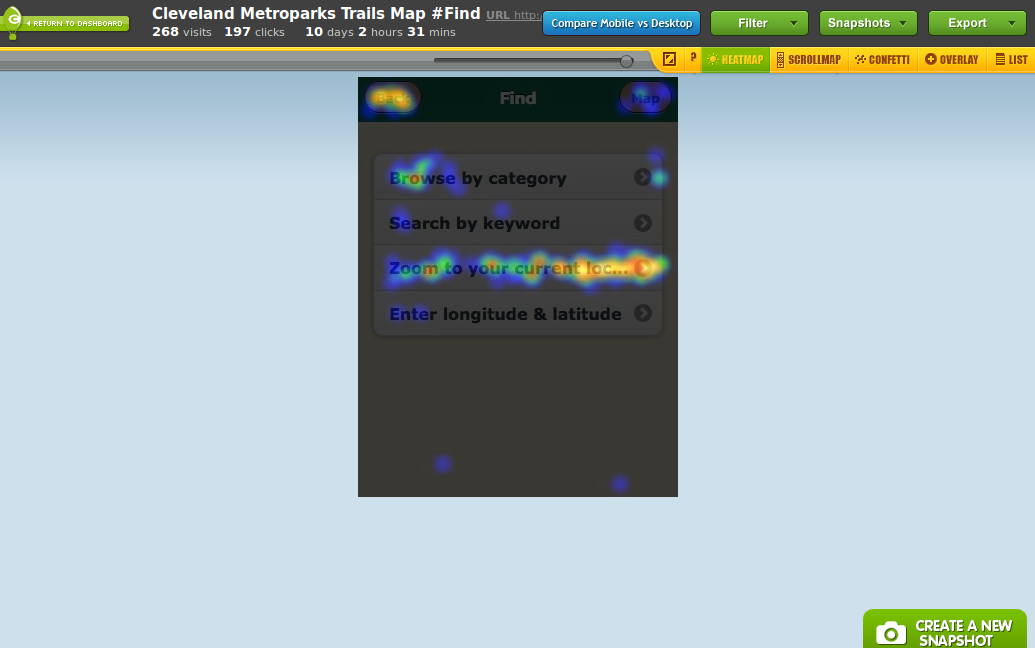 Cleveland Metroparks Trails Map #Find URL http:/
268 visits 197 clicks 10 days 2 hours 31 mins
RETURN TO DASHBOARD
Compare Mobile vs Desktop
Filter
Snapshots
Export
?
HEATMAP
SCROLLMAP
CONFETTI
OVERLAY
LIST
Back
Find
Map
Browse by category
Search by keyword
Zoom to your current loc...
Enter longitude & latitude
CREATE A NEW
SNAPSHOT